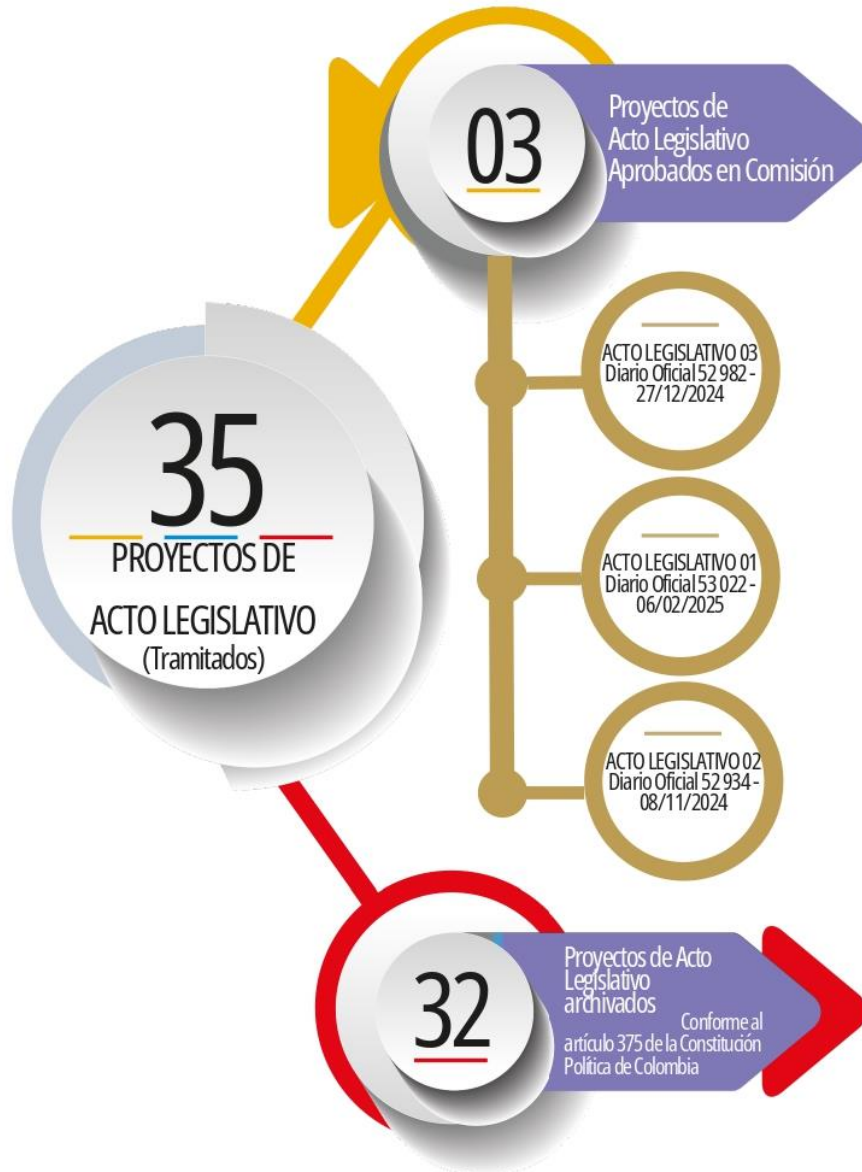 03
Proyectos de
Acto Legislativo
Aprobados en Comisión
ACTO LEGISLATIVO 03
Diario Oficial 52 982 -
27/12/2024
35
PROYECTOS DE
ACTO LEGISLATIVO
(Tramitados)
ACTO LEGISLATIVO 01
Diario Oficial 53 022 -
06/02/2025
ACTO LEGISLATIVO 02
Diario Oficial 52 934 -
08/11/2024
32
Proyectos de Acto
Legislativo
archivados
Conforme al
artículo 375 de la Constitución
Política de Colombia